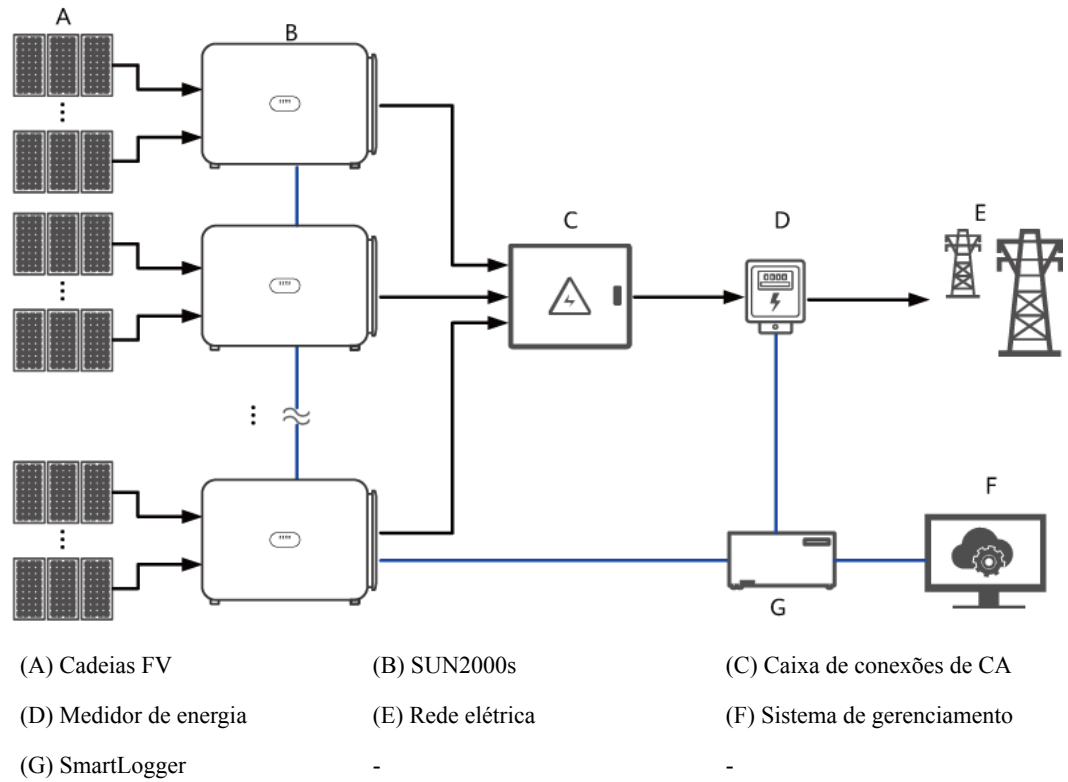 A
B
C
D
E
F
G
(A) Cadeias FV (B) SUN2000s (C) Caixa de conexões de CA
(D) Medidor de energia (E) Rede elétrica (F) Sistema de gerenciamento
(G) SmartLogger - -